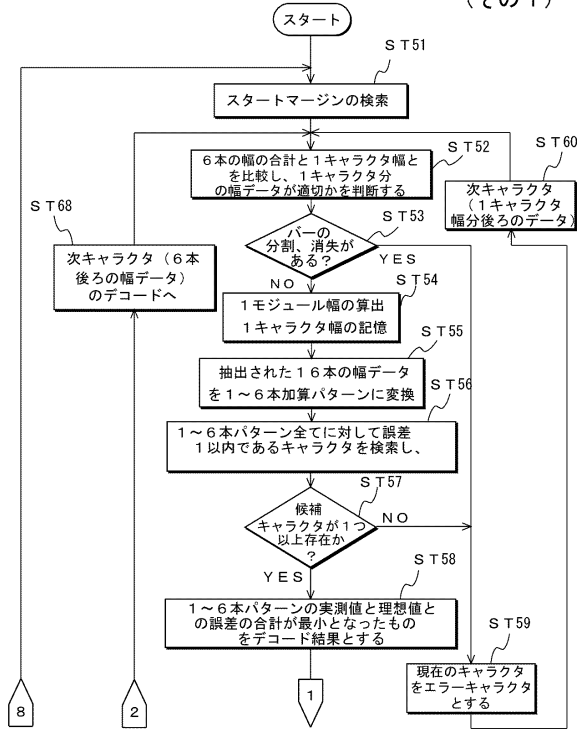 (その1)
スタート
ST51
スタートマージンの検索
ST52
6本の幅の合計と1キャラクタ幅と
を比較し、1キャラクタ分
の幅データが適切かを判断する
ST60
次キャラクタ
(1キャラクタ
幅分後ろのデータ)
ST68
次キャラクタ(6本
後ろの幅データ)
のデコードへ
ST53
バーの
分割、消失が
ある?
YES
NO
ST54
1モジュール幅の算出
1キャラクタ幅の記憶
ST55
抽出された16本の幅データ
を1~6本加算パターンに変換
ST56
1~6本パターン全てに対して誤差
1以内であるキャラクタを検索し、
ST57
候補
キャラクタが1つ
以上存在か
?
NO
YES
ST58
1~6本パターンの実測値と理想値と
の誤差の合計が最小となったもの
をデコード結果とする
ST59
現在のキャラクタ
をエラーキャラクタ
とする
8
2
1